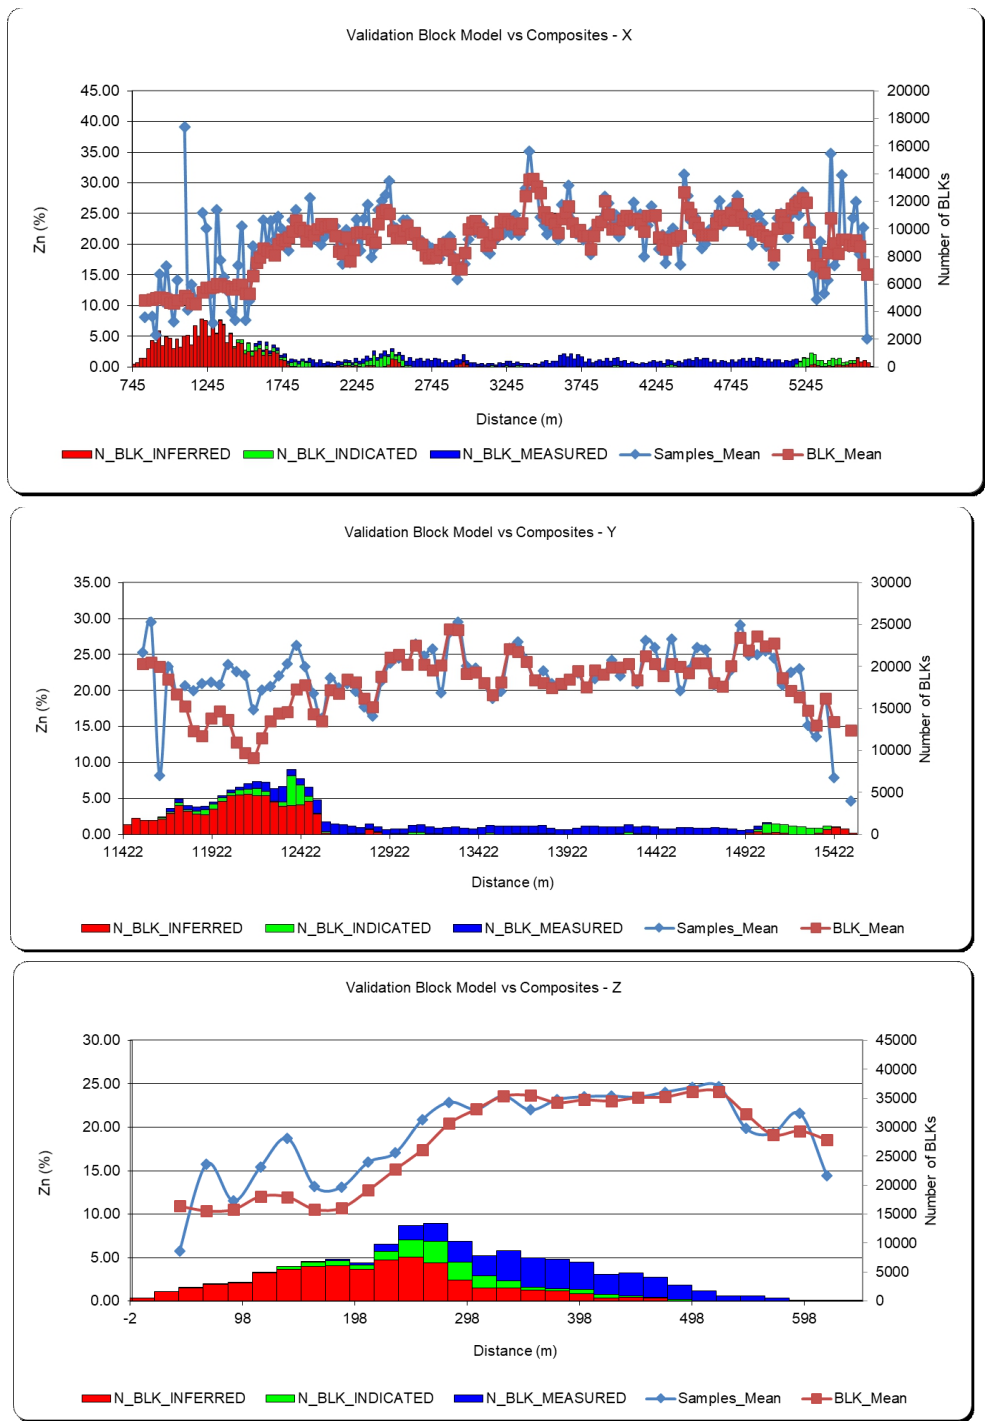 Validation Block Model vs Composites - X
45.00
40.00
35.00
30.00
25.00
20.00
15.00
10.00
5.00
0.00
Zn (%)
20000
18000
16000
14000
12000
10000
8000
6000
4000
2000
0
Number of BLKs
745 1245 1745 2245 2745 3245 3745 4245 4745 5245
Distance (m)
N_BLK_INFERRED N_BLK_INDICATED N_BLK_MEASURED Samples_Mean BLK_Mean
Validation Block Model vs Composites - Y
35.00
30.00
25.00
20.00
15.00
10.00
5.00
0.00
Zn (%)
30000
25000
20000
15000
10000
5000
0
Number of BLKs
11422 11922 12422 12922 13422 13922 14422 14922 15422
Distance (m)
N_BLK_INFERRED N_BLK_INDICATED N_BLK_MEASURED Samples_Mean BLK_Mean
Validation Block Model vs Composites - Z
30.00
25.00
20.00
15.00
10.00
5.00
0.00
Zn (%)
45000
40000
35000
30000
25000
20000
15000
10000
5000
0
Number of BLKs
-2 98 198 298 398 498 598
Distance (m)
N_BLK_INFERRED N_BLK_INDICATED N_BLK_MEASURED Samples_Mean BLK_Mean